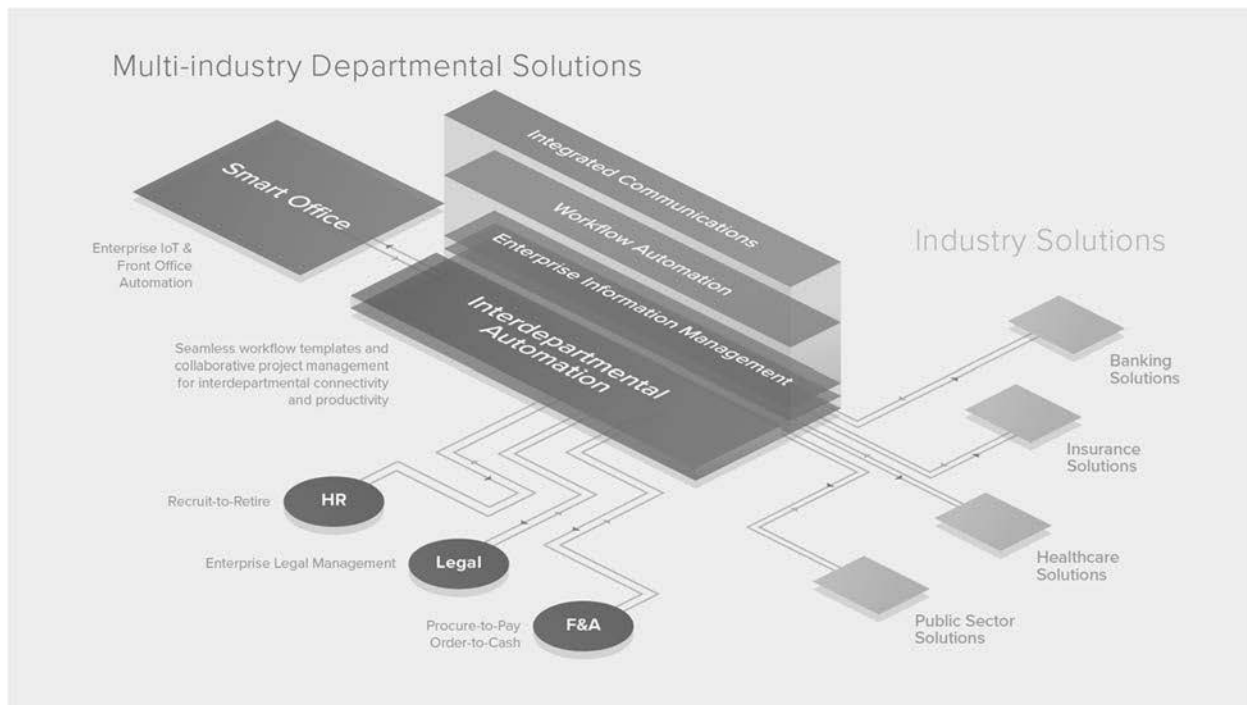 Multi-industry Departmental Solutions
Integrated Communications
Workflow Automation
Enterprise Information Management
Interdepartmental
Automation
Smart Office
Enterprise IoT &
Front Office
Automation
Seamless workflow templates and
collaborative project management
for interdepartmental connectivity
and productivity
Recruit-to-Retire
HR
Enterprise Legal Management
Legal
Procure-to-Pay
Order-to-Cash
F&A
Industry Solutions
Banking
Solutions
Insurance
Solutions
Healthcare
Solutions
Public Sector
Solutions